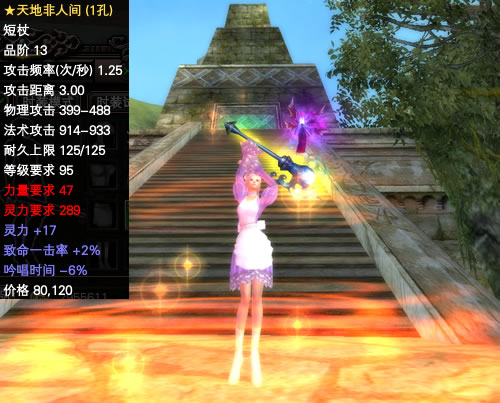 ★天地非人间 (1孔)
短杖
品阶 13
攻击频率(次/秒) 1.25
攻击距离 3.00
物理攻击 399-488
法术攻击 914-933
耐久上限 125/125
等级要求 95
力量要求 47
灵力要求 289
灵力 +17
致命一击率 +2%
吟唱时间 -6%
价格 80,120